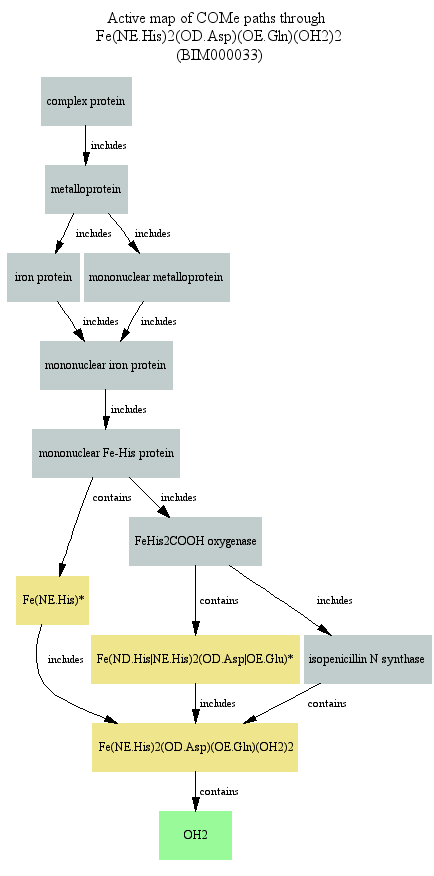 Active map of COMe paths through
Fe(NE.His)2(OD.Asp)(OE.Gln)(OH2)2
(BIM000033)
complex protein
includes
metalloprotein
includes
includes
iron protein
mononuclear metalloprotein
includes
includes
mononuclear iron protein
includes
mononuclear Fe-His protein
contains
includes
FeHis2COOH oxygenase
Fe(NE.His)*
contains
includes
includes
Fe(ND.His|NE.His)2(OD.Asp|OE.Glu)*
isopenicillin N synthase
includes
contains
Fe(NE.His)2(OD.Asp)(OE.Gln)(OH2)2
contains
OH2